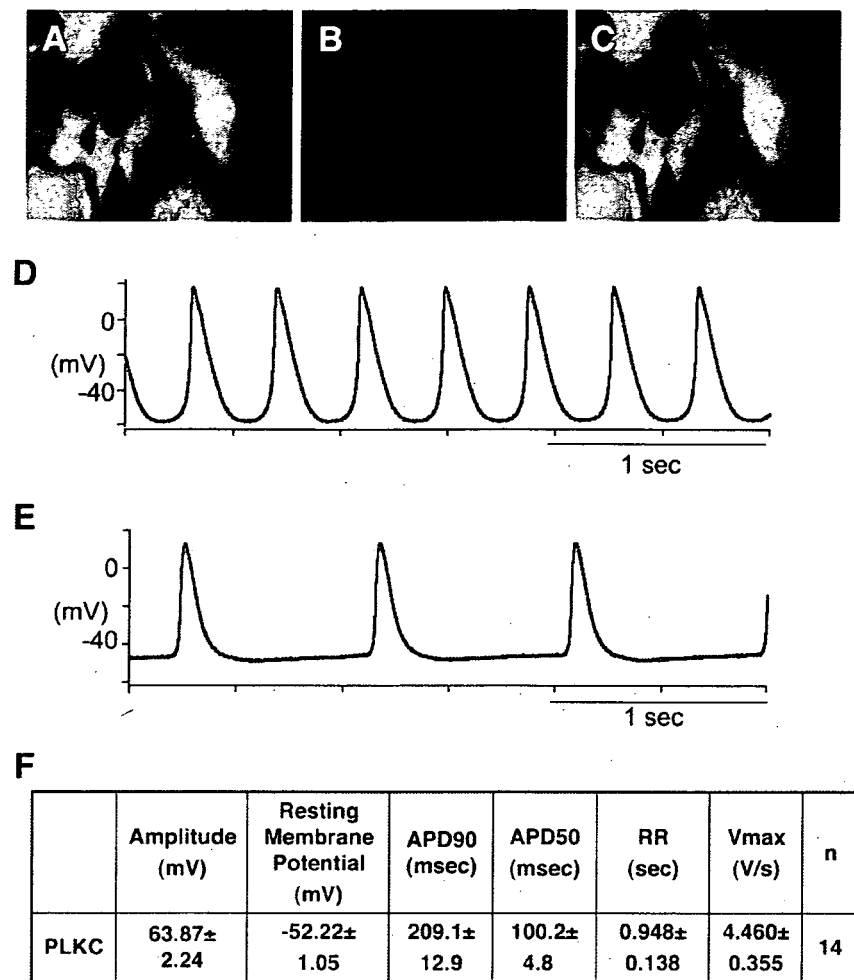 A B C
D
0
(mV)
-40
1 sec
E
0
(mV)
-40
1 sec
F
Amplitude (mV) Resting Membrane Potential (mV) APD90 (msec) APD50 (msec) RR (sec) Vmax (V/s) n
PLKC 63.87± 2.24 -52.22± 1.05 209.1± 12.9 100.2± 4.8 0.948± 0.138 4.460± 0.355 14